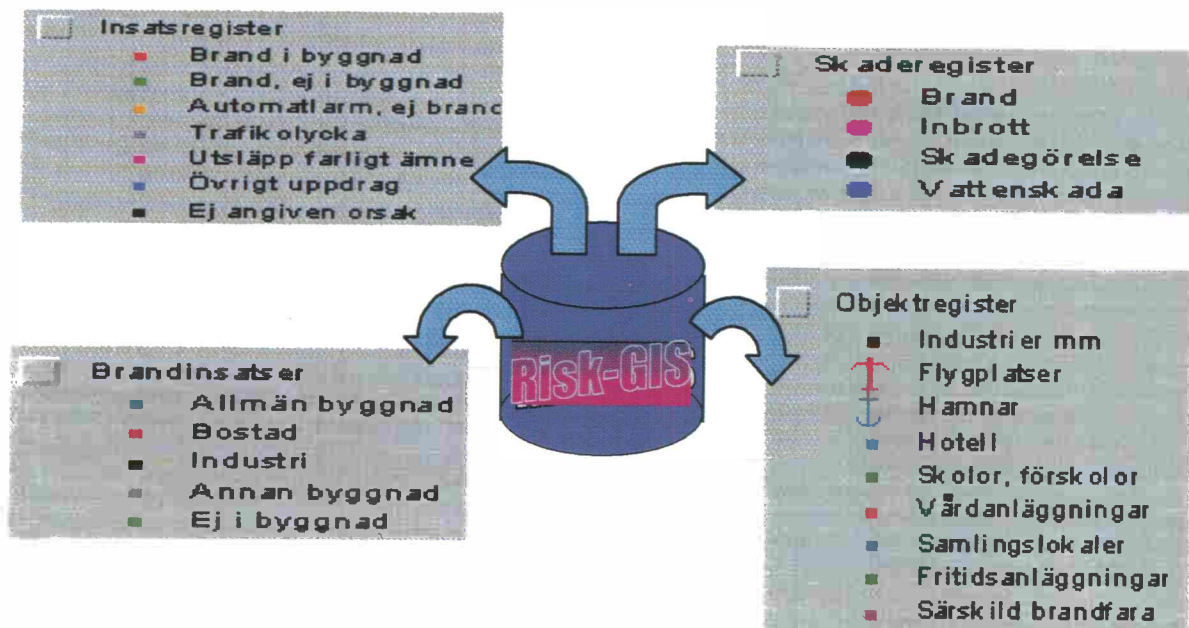 Insatsregister
Brand i byggnad
Brand, ej i byggnad
Automatlarm, ej brand
Trafikolycka
Utsläpp farligt ämne
Övrigt uppdrag
Ej angiven orsak
Skaderegister
Brand
Inbrott
Skadegörelse
Vattenskada
Risk-GIS
Brandinsatser
Allmän byggnad
Bostad
Industri
Annan byggnad
Ej i byggnad
Objektregister
Industrier mm
Flygplatser
Hamnar
Hotell
Skolor, förskolor
Vårdanläggningar
Samlingslokaler
Fritidsanläggningar
Särskild brandfara